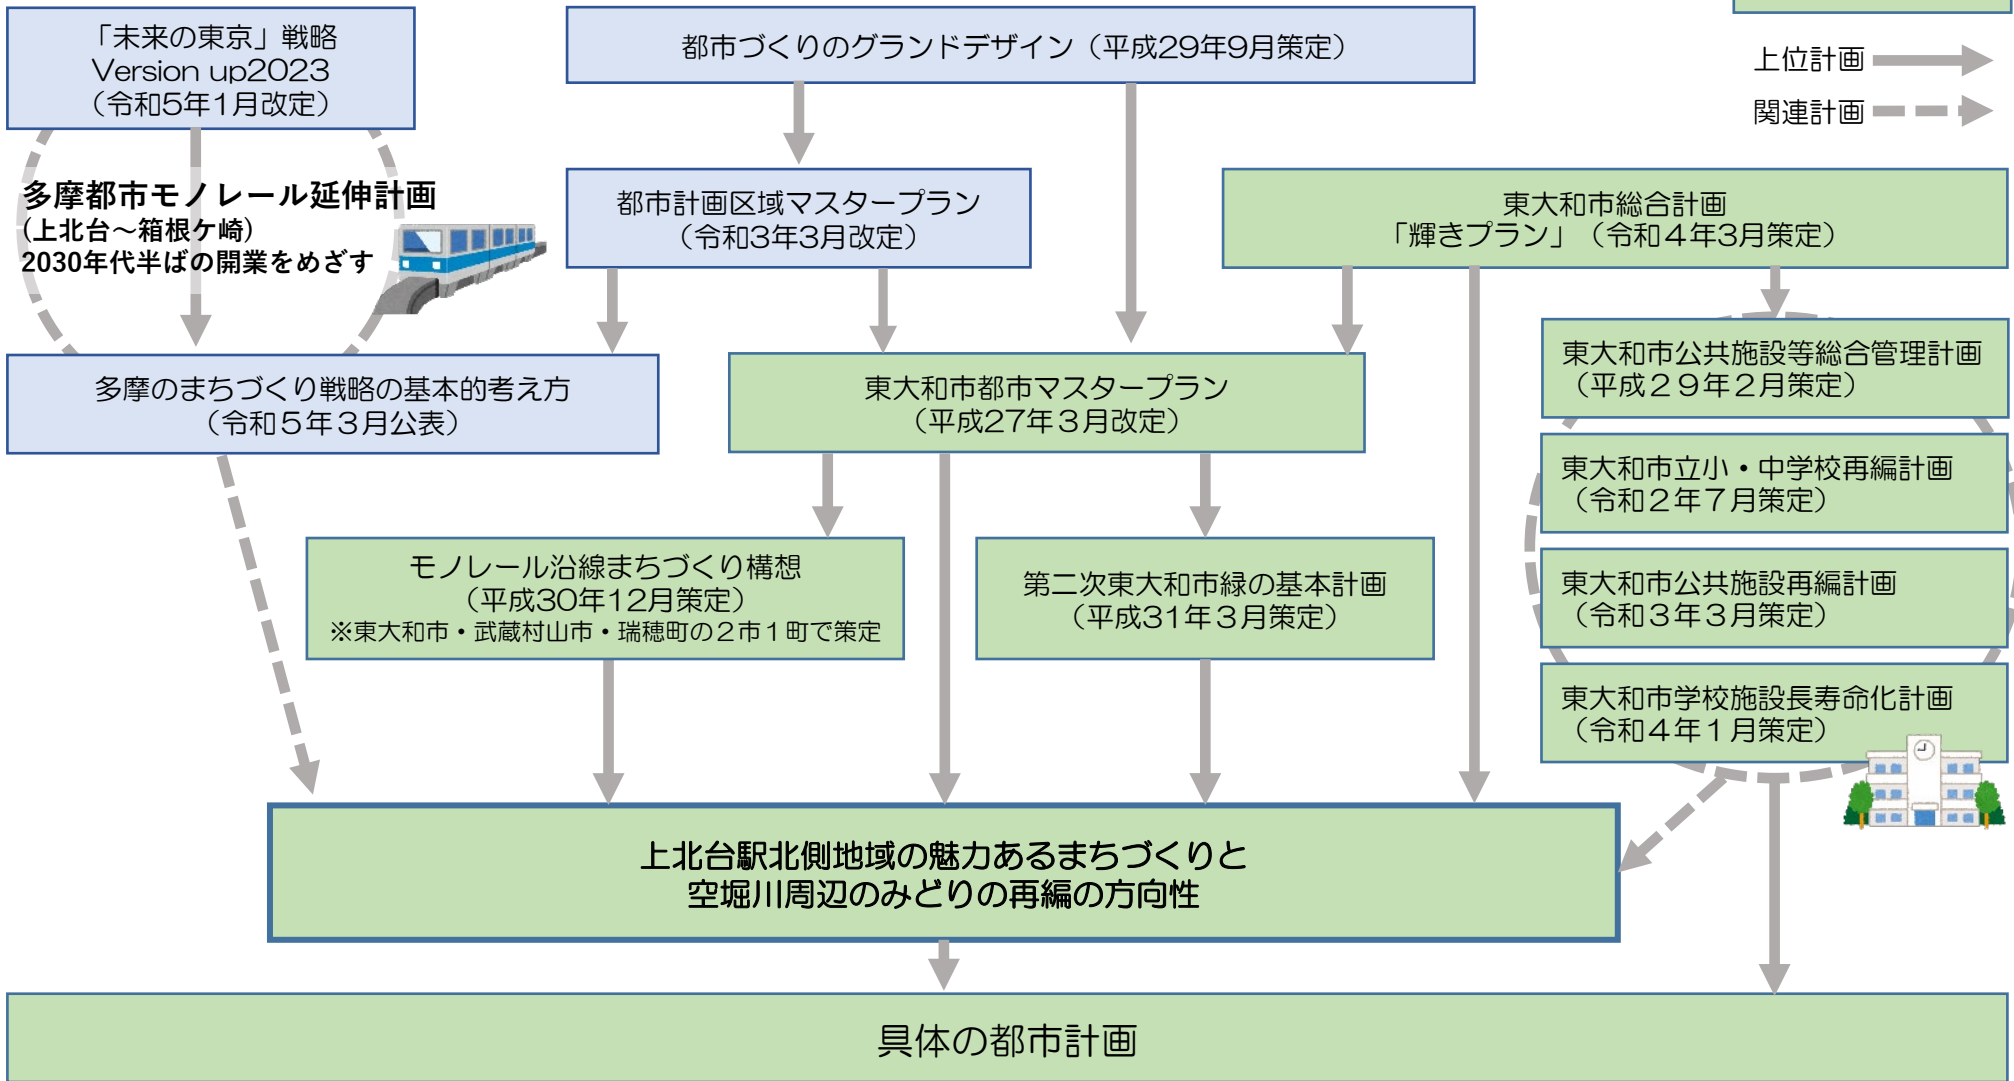 「未来の東京」戦略
Version up2023
（令和5年1月改定）
都市づくりのグランドデザイン（平成29年9月策定）
上位計画
関連計画
多摩都市モノレール延伸計画
(上北台～箱根ケ崎)
2030年代半ばの開業をめざす
都市計画区域マスタープラン
（令和3年3月改定）
東大和市総合計画
「輝きプラン」（令和４年3月策定）
多摩のまちづくり戦略の基本的考え方
（令和５年３月公表）
東大和市都市マスタープラン
（平成27年３月改定）
東大和市公共施設等総合管理計画
（平成２９年２月策定）
東大和市立小・中学校再編計画
（令和２年７月策定）
東大和市公共施設再編計画
（令和３年３月策定）
東大和市学校施設長寿命化計画
（令和４年１月策定）
モノレール沿線まちづくり構想
（平成30年12月策定）
※東大和市・武蔵村山市・瑞穂町の２市１町で策定
第二次東大和市緑の基本計画
（平成31年３月策定）
上北台駅北側地域の魅力あるまちづくりと
空堀川周辺のみどりの再編の方向性
具体の都市計画